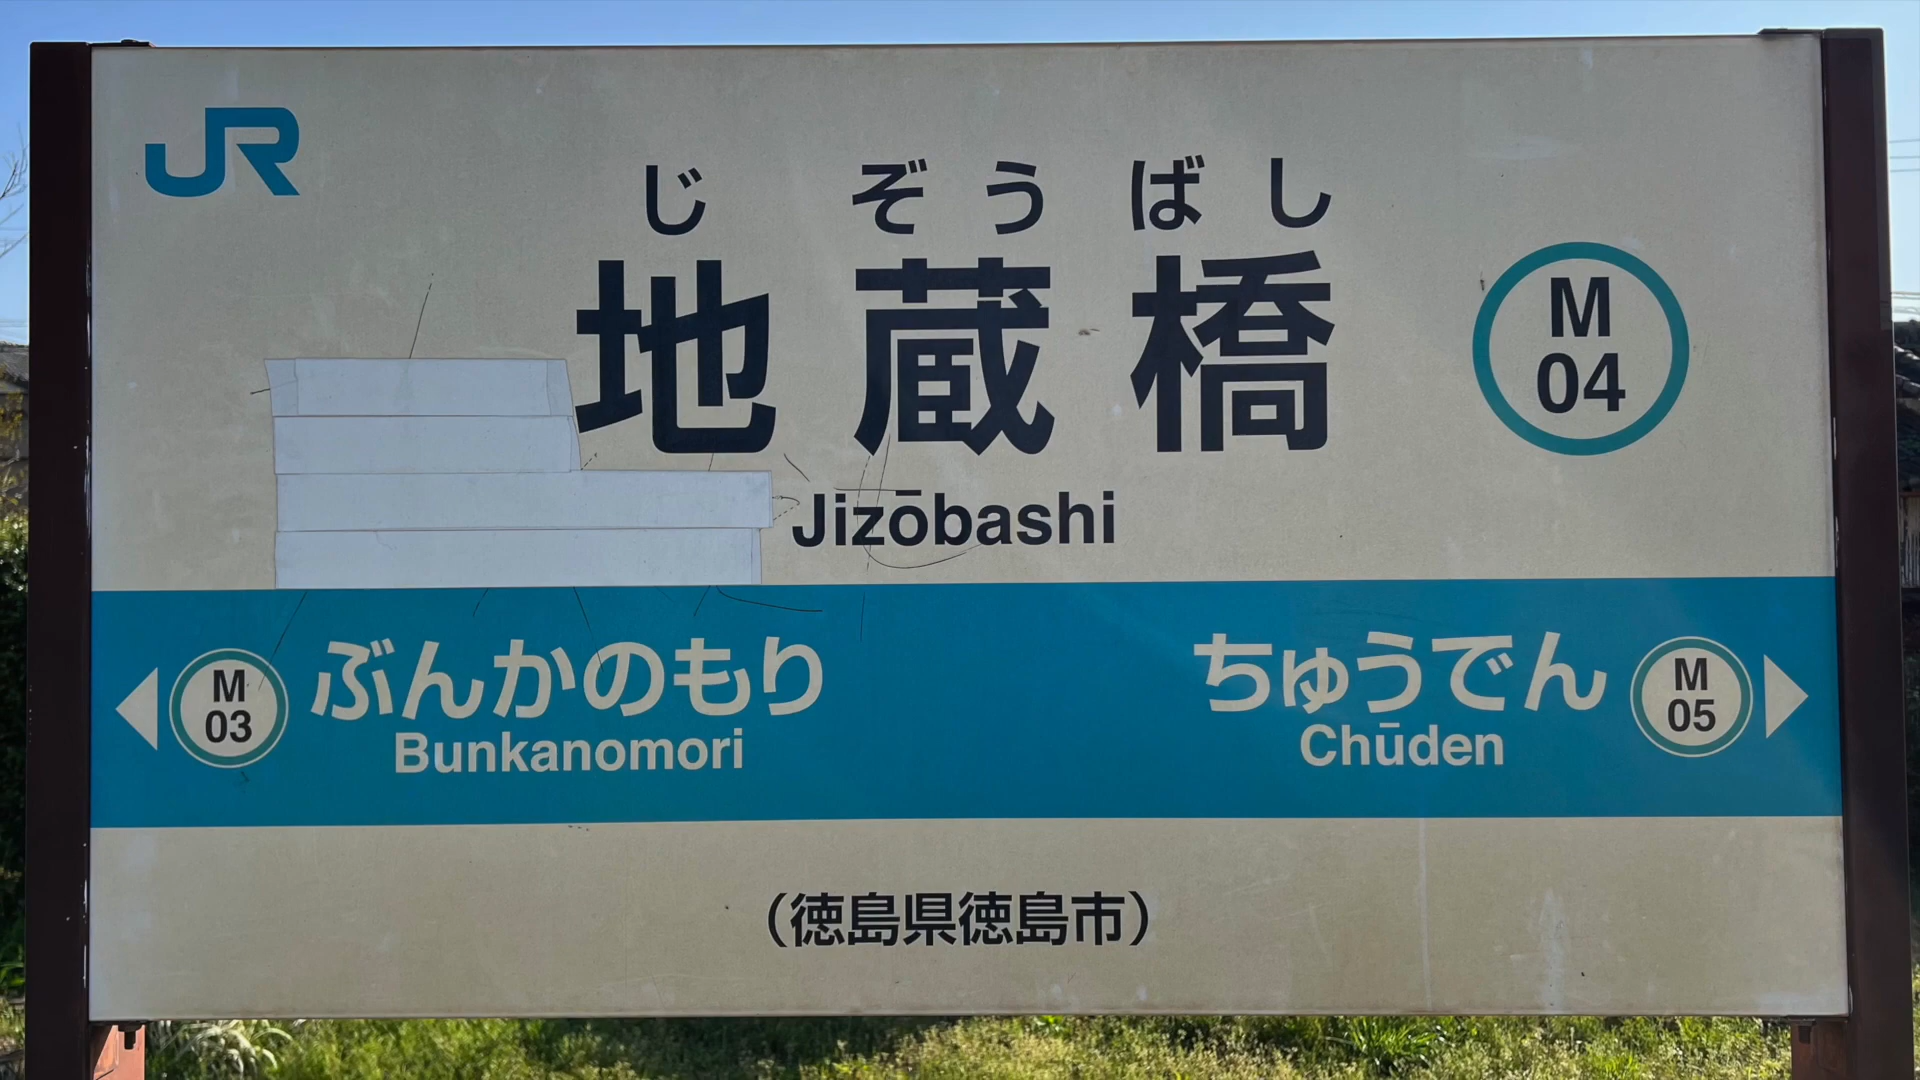 JR
じぞうばし
地蔵橋
M
04
Jizōbashi
M
03
ぶんかのもり
Bunkanomori
ちゅうでん
Chūden
M
05
(徳島県徳島市)